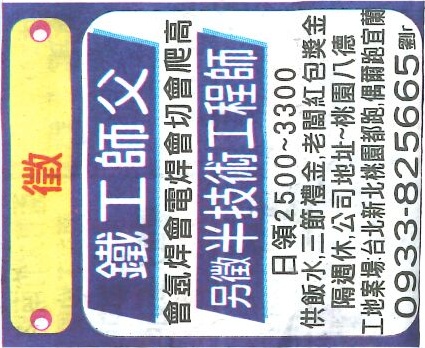 徵
鐵工師父
會氬焊會電焊會切會爬高
另徵半技術工程師
日領2500~3300
供飯水,三節禮金,老闆紅包獎金
隔週休,公司地址~桃園八德
工地案場:台北新北桃園都跑,偶爾跑宜蘭
0933-825665劉r